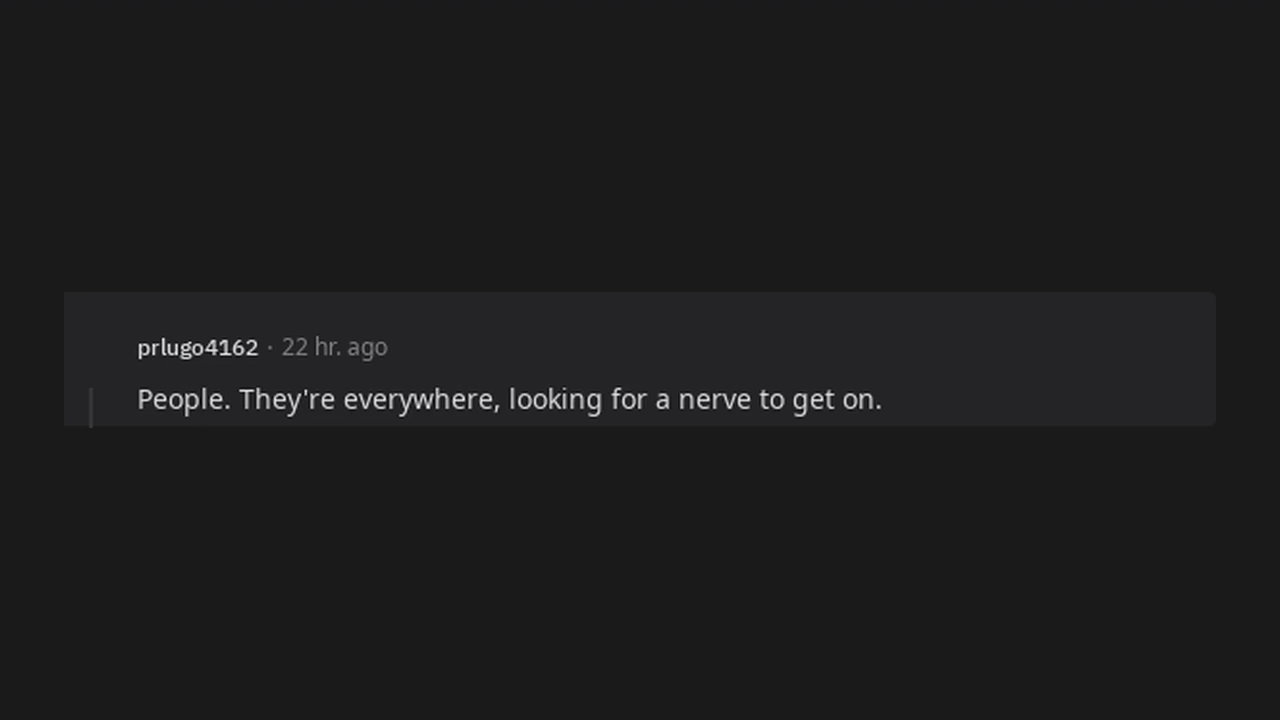 prlugo4162 · 22 hr. ago
People. They're everywhere, looking for a nerve to get on.